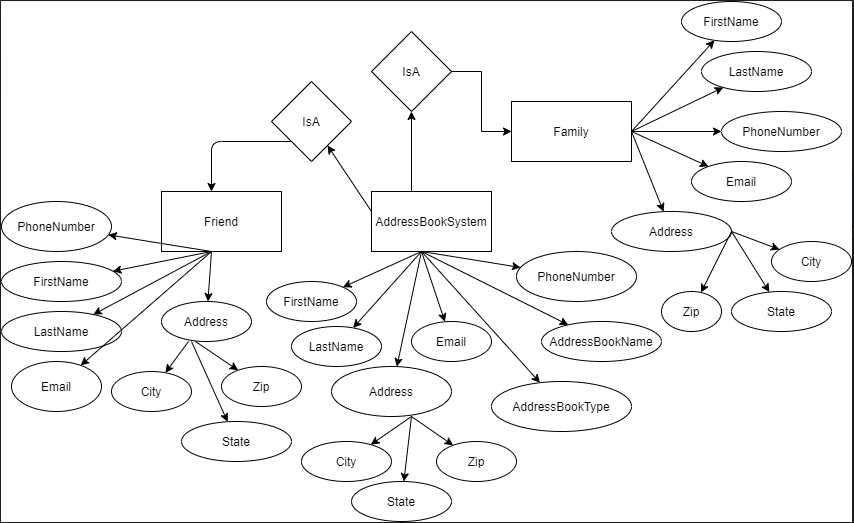 FirstName
IsA
LastName
IsA
Family
PhoneNumber
Email
Friend
AddressBookSystem
PhoneNumber
Address
City
PhoneNumber
FirstName
FirstName
Zip
State
Address
LastName
LastName
Email
AddressBookName
Email
City
Zip
Address
AddressBookType
State
City
Zip
State